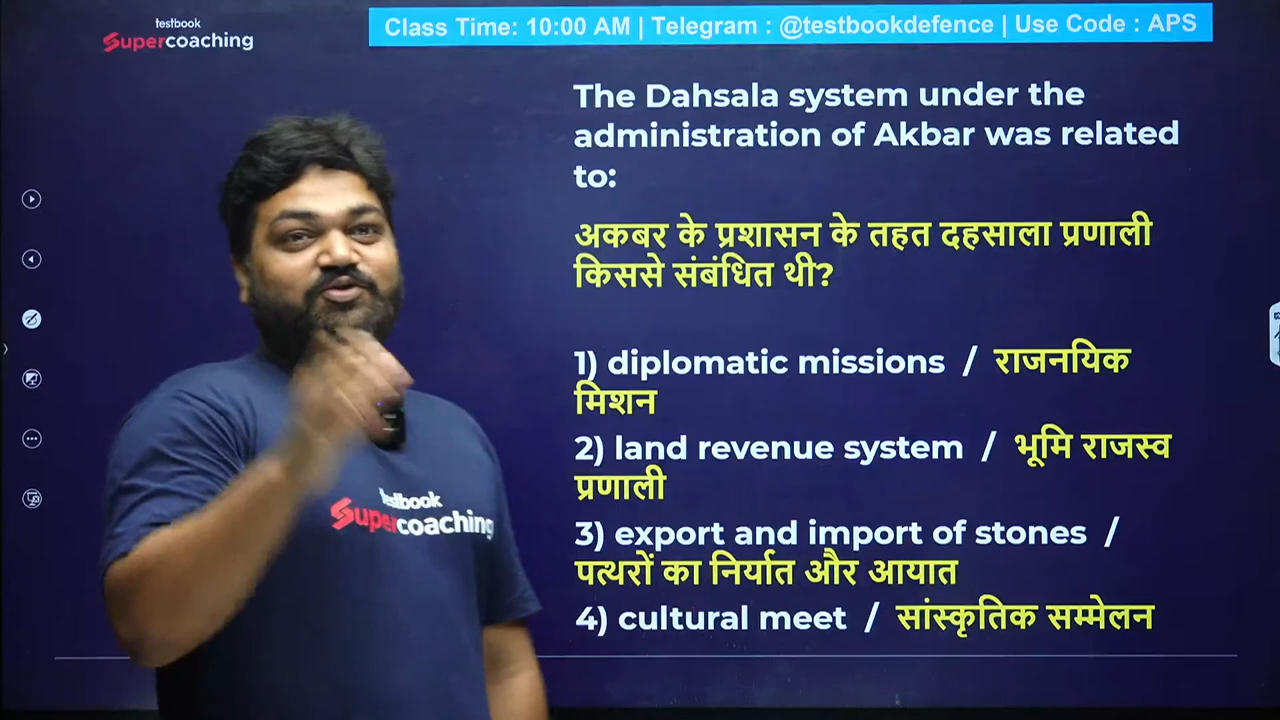 testbook
Supercoaching
Class Time: 10:00 AM | Telegram : @testbookdefence | Use Code : APS
The Dahsala system under the
administration of Akbar was related
to:
अकबर के प्रशासन के तहत दहसाला प्रणाली
किससे संबंधित थी?
1) diplomatic missions / राजनयिक
मिशन
2) land revenue system / भूमि राजस्व
प्रणाली
3) export and import of stones /
पत्थरों का निर्यात और आयात
4) cultural meet / सांस्कृतिक सम्मेलन
testbook
Supercoaching